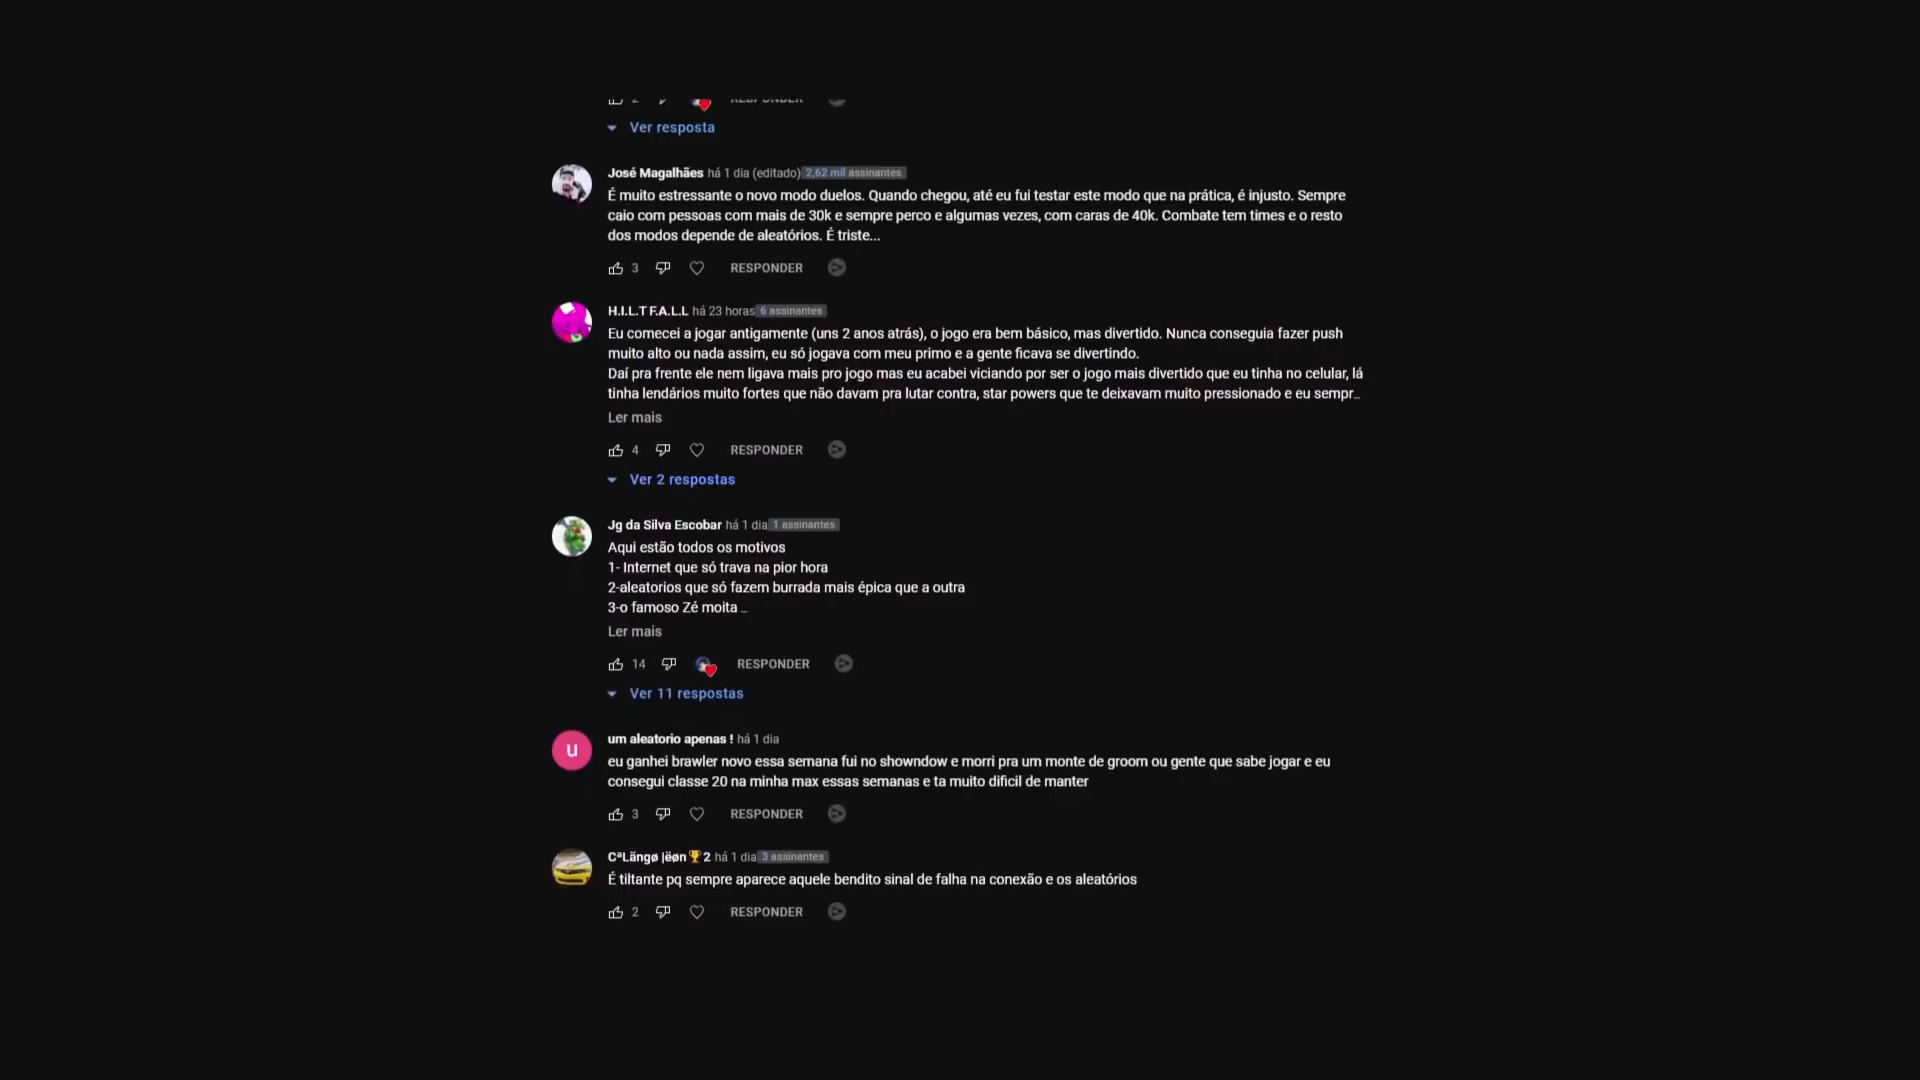 2 RESPONDER
Ver resposta
José Magalhães há 1 dia (editado) 2,62 mil assinantes
É muito estressante o novo modo duelos. Quando chegou, até eu fui testar este modo que na prática, é injusto. Sempre
caio com pessoas com mais de 30k e sempre perco e algumas vezes, com caras de 40k. Combate tem times e o resto
dos modos depende de aleatórios. É triste...
3 RESPONDER
H.I.L.T F.A.L.L há 23 horas 6 assinantes
Eu comecei a jogar antigamente (uns 2 anos atrás), o jogo era bem básico, mas divertido. Nunca conseguia fazer push
muito alto ou nada assim, eu só jogava com meu primo e a gente ficava se divertindo.
Daí pra frente ele nem ligava mais pro jogo mas eu acabei viciando por ser o jogo mais divertido que eu tinha no celular, lá
tinha lendários muito fortes que não davam pra lutar contra, star powers que te deixavam muito pressionado e eu sempr...
Ler mais
4 RESPONDER
Ver 2 respostas
Jg da Silva Escobar há 1 dia 1 assinantes
Aqui estão todos os motivos
1- Internet que só trava na pior hora
2-aleatorios que só fazem burrada mais épica que a outra
3-o famoso Zé moita ...
Ler mais
14 RESPONDER
Ver 11 respostas
u
um aleatorio apenas ! há 1 dia
eu ganhei brawler novo essa semana fui no showndow e morri pra um monte de groom ou gente que sabe jogar e eu
consegui classe 20 na minha max essas semanas e ta muito dificil de manter
3 RESPONDER
CªLängø |ëøn 🏆2 há 1 dia 3 assinantes
É tiltante pq sempre aparece aquele bendito sinal de falha na conexão e os aleatórios
2 RESPONDER